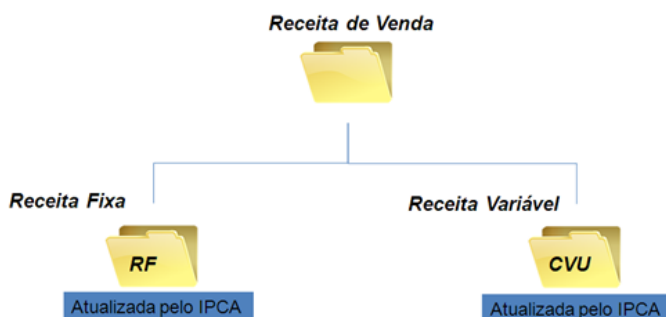 Receita de Venda
Receita Fixa
Receita Variável
RF
CVU
Atualizada pelo IPCA
Atualizada pelo IPCA